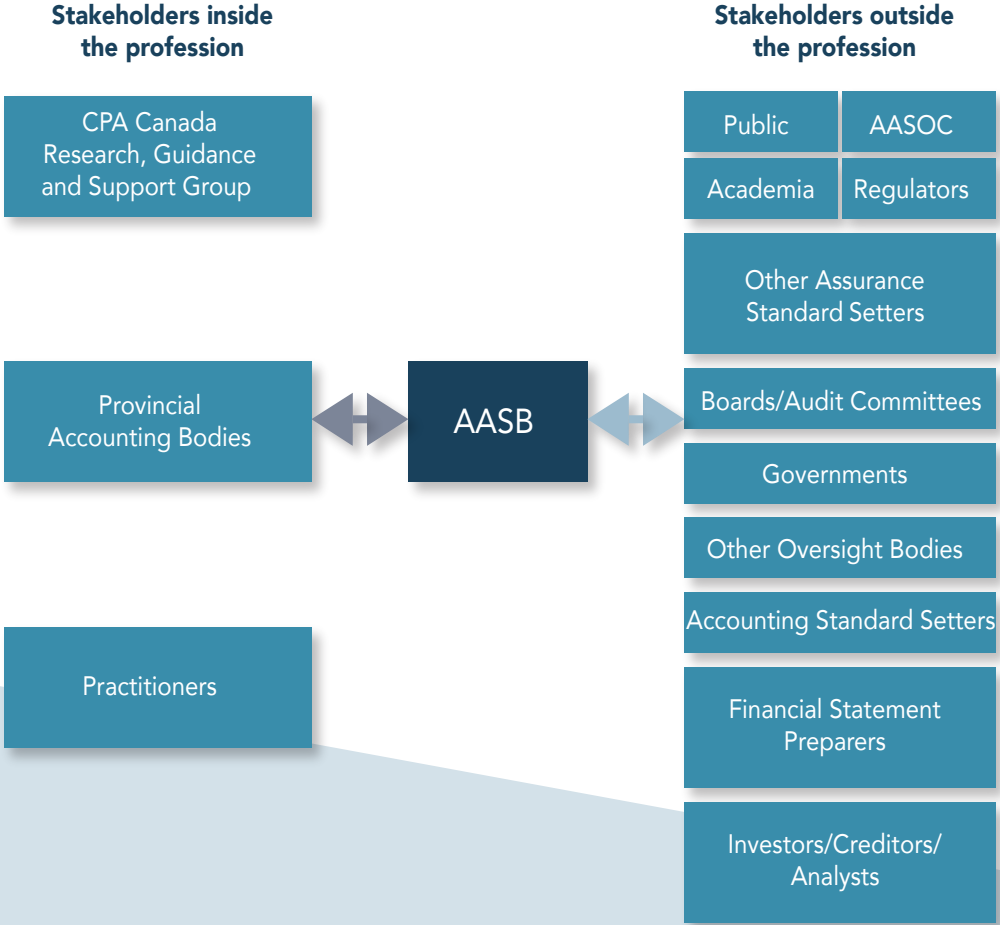 Stakeholders inside
the profession
CPA Canada
Research, Guidance
and Support Group
Provincial
Accounting Bodies
Practitioners
AASB
Stakeholders outside
the profession
Public
AASOC
Academia
Regulators
Other Assurance
Standard Setters
Boards/Audit Committees
Governments
Other Oversight Bodies
Accounting Standard Setters
Financial Statement
Preparers
Investors/Creditors/
Analysts